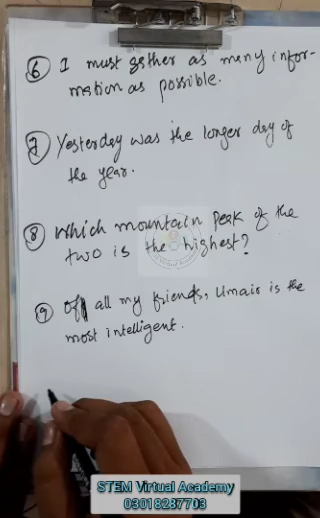 ⑥ I must gather as many infor-
mation as possible.
⑦ Yesterday was the longer day of
the year.
⑧ Which mountain peak of the
two is the highest?
⑨ Of all my friends, Umair is the
most intelligent.
STEM Virtual Academy
03018287703